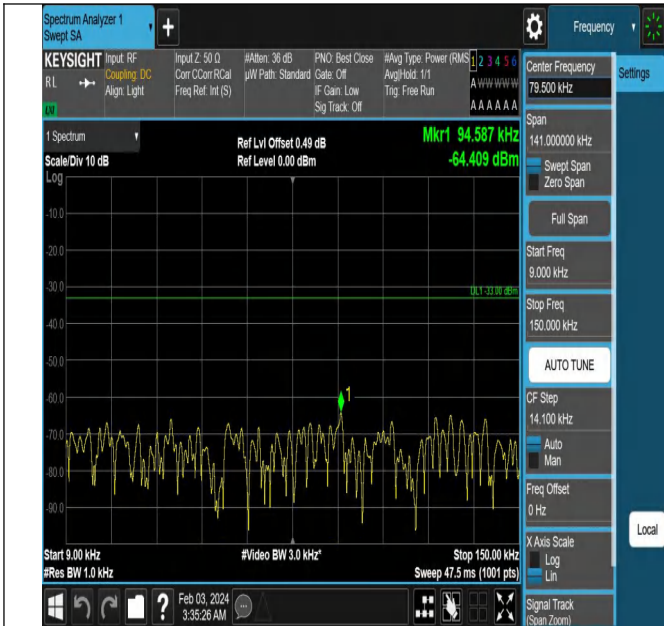 Spectrum Analyzer 1
Swept SA
Frequency
KEYSIGHT
RL
LXI
Input: RF
Coupling: DC
Align: Light
Input Z: 50 Ω
Corr CCorr RCal
Freq Ref: Int (S)
#Atten: 36 dB
µW Path: Standard
PNO: Best Close
Gate: Off
IF Gain: Low
Sig Track: Off
#Avg Type: Power (RMS
Avg|Hold: 1/1
Trig: Free Run
1 2 3 4 5 6
A W W W W W
A A A A A A
1 Spectrum
Scale/Div 10 dB
Log
Ref Lvl Offset 0.49 dB
Ref Level 0.00 dBm
Mkr1 94.587 kHz
-64.409 dBm
-10.0
-20.0
-30.0
DL1 -33.00 dBm
-40.0
-50.0
-60.0
1
-70.0
-80.0
-90.0
Start 9.00 kHz
#Res BW 1.0 kHz
#Video BW 3.0 kHz*
Stop 150.00 kHz
Sweep 47.5 ms (1001 pts)
Feb 03, 2024
3:35:26 AM
Center Frequency
79.500 kHz
Settings
Span
141.000000 kHz
Swept Span
Zero Span
Full Span
Start Freq
9.000 kHz
Stop Freq
150.000 kHz
AUTO TUNE
CF Step
14.100 kHz
Auto
Man
Freq Offset
0 Hz
X Axis Scale
Log
Lin
Local
Signal Track
(Span Zoom)